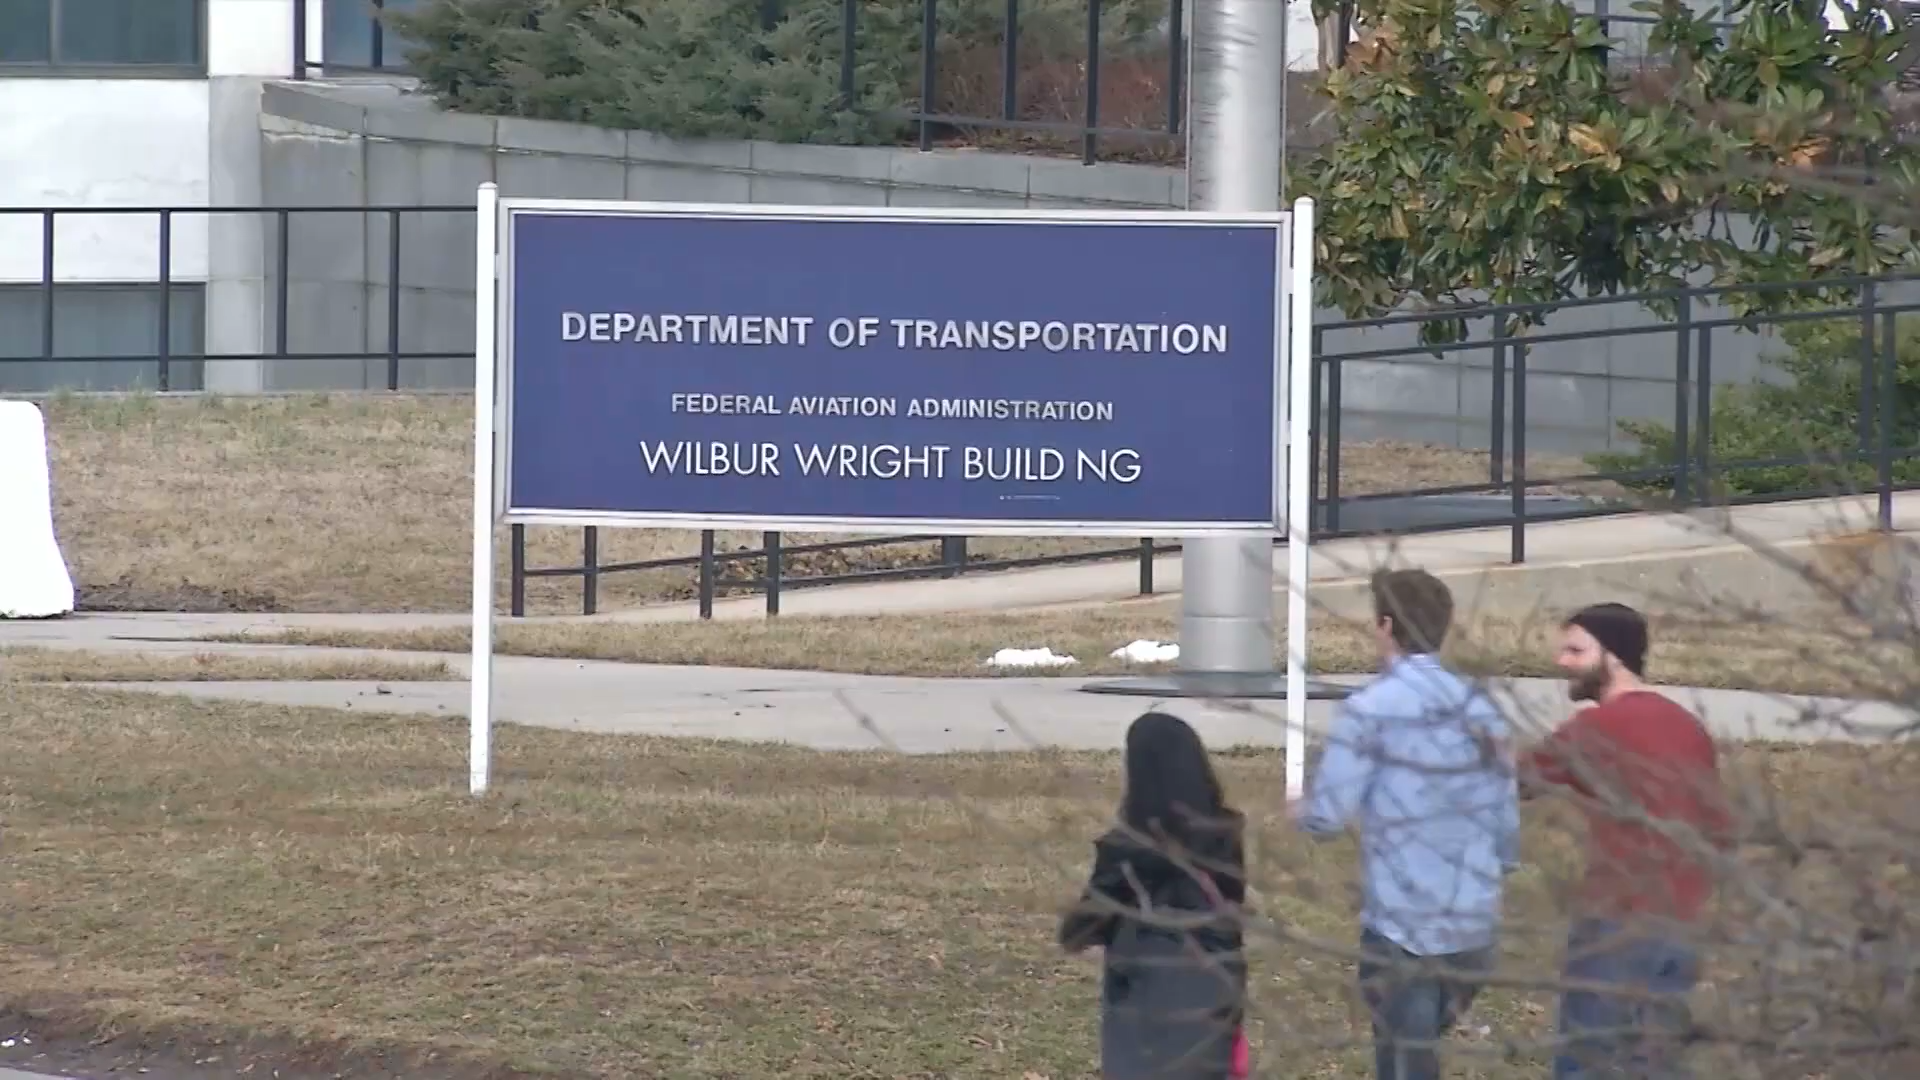 DEPARTMENT OF TRANSPORTATION
FEDERAL AVIATION ADMINISTRATION
WILBUR WRIGHT BUILD NG